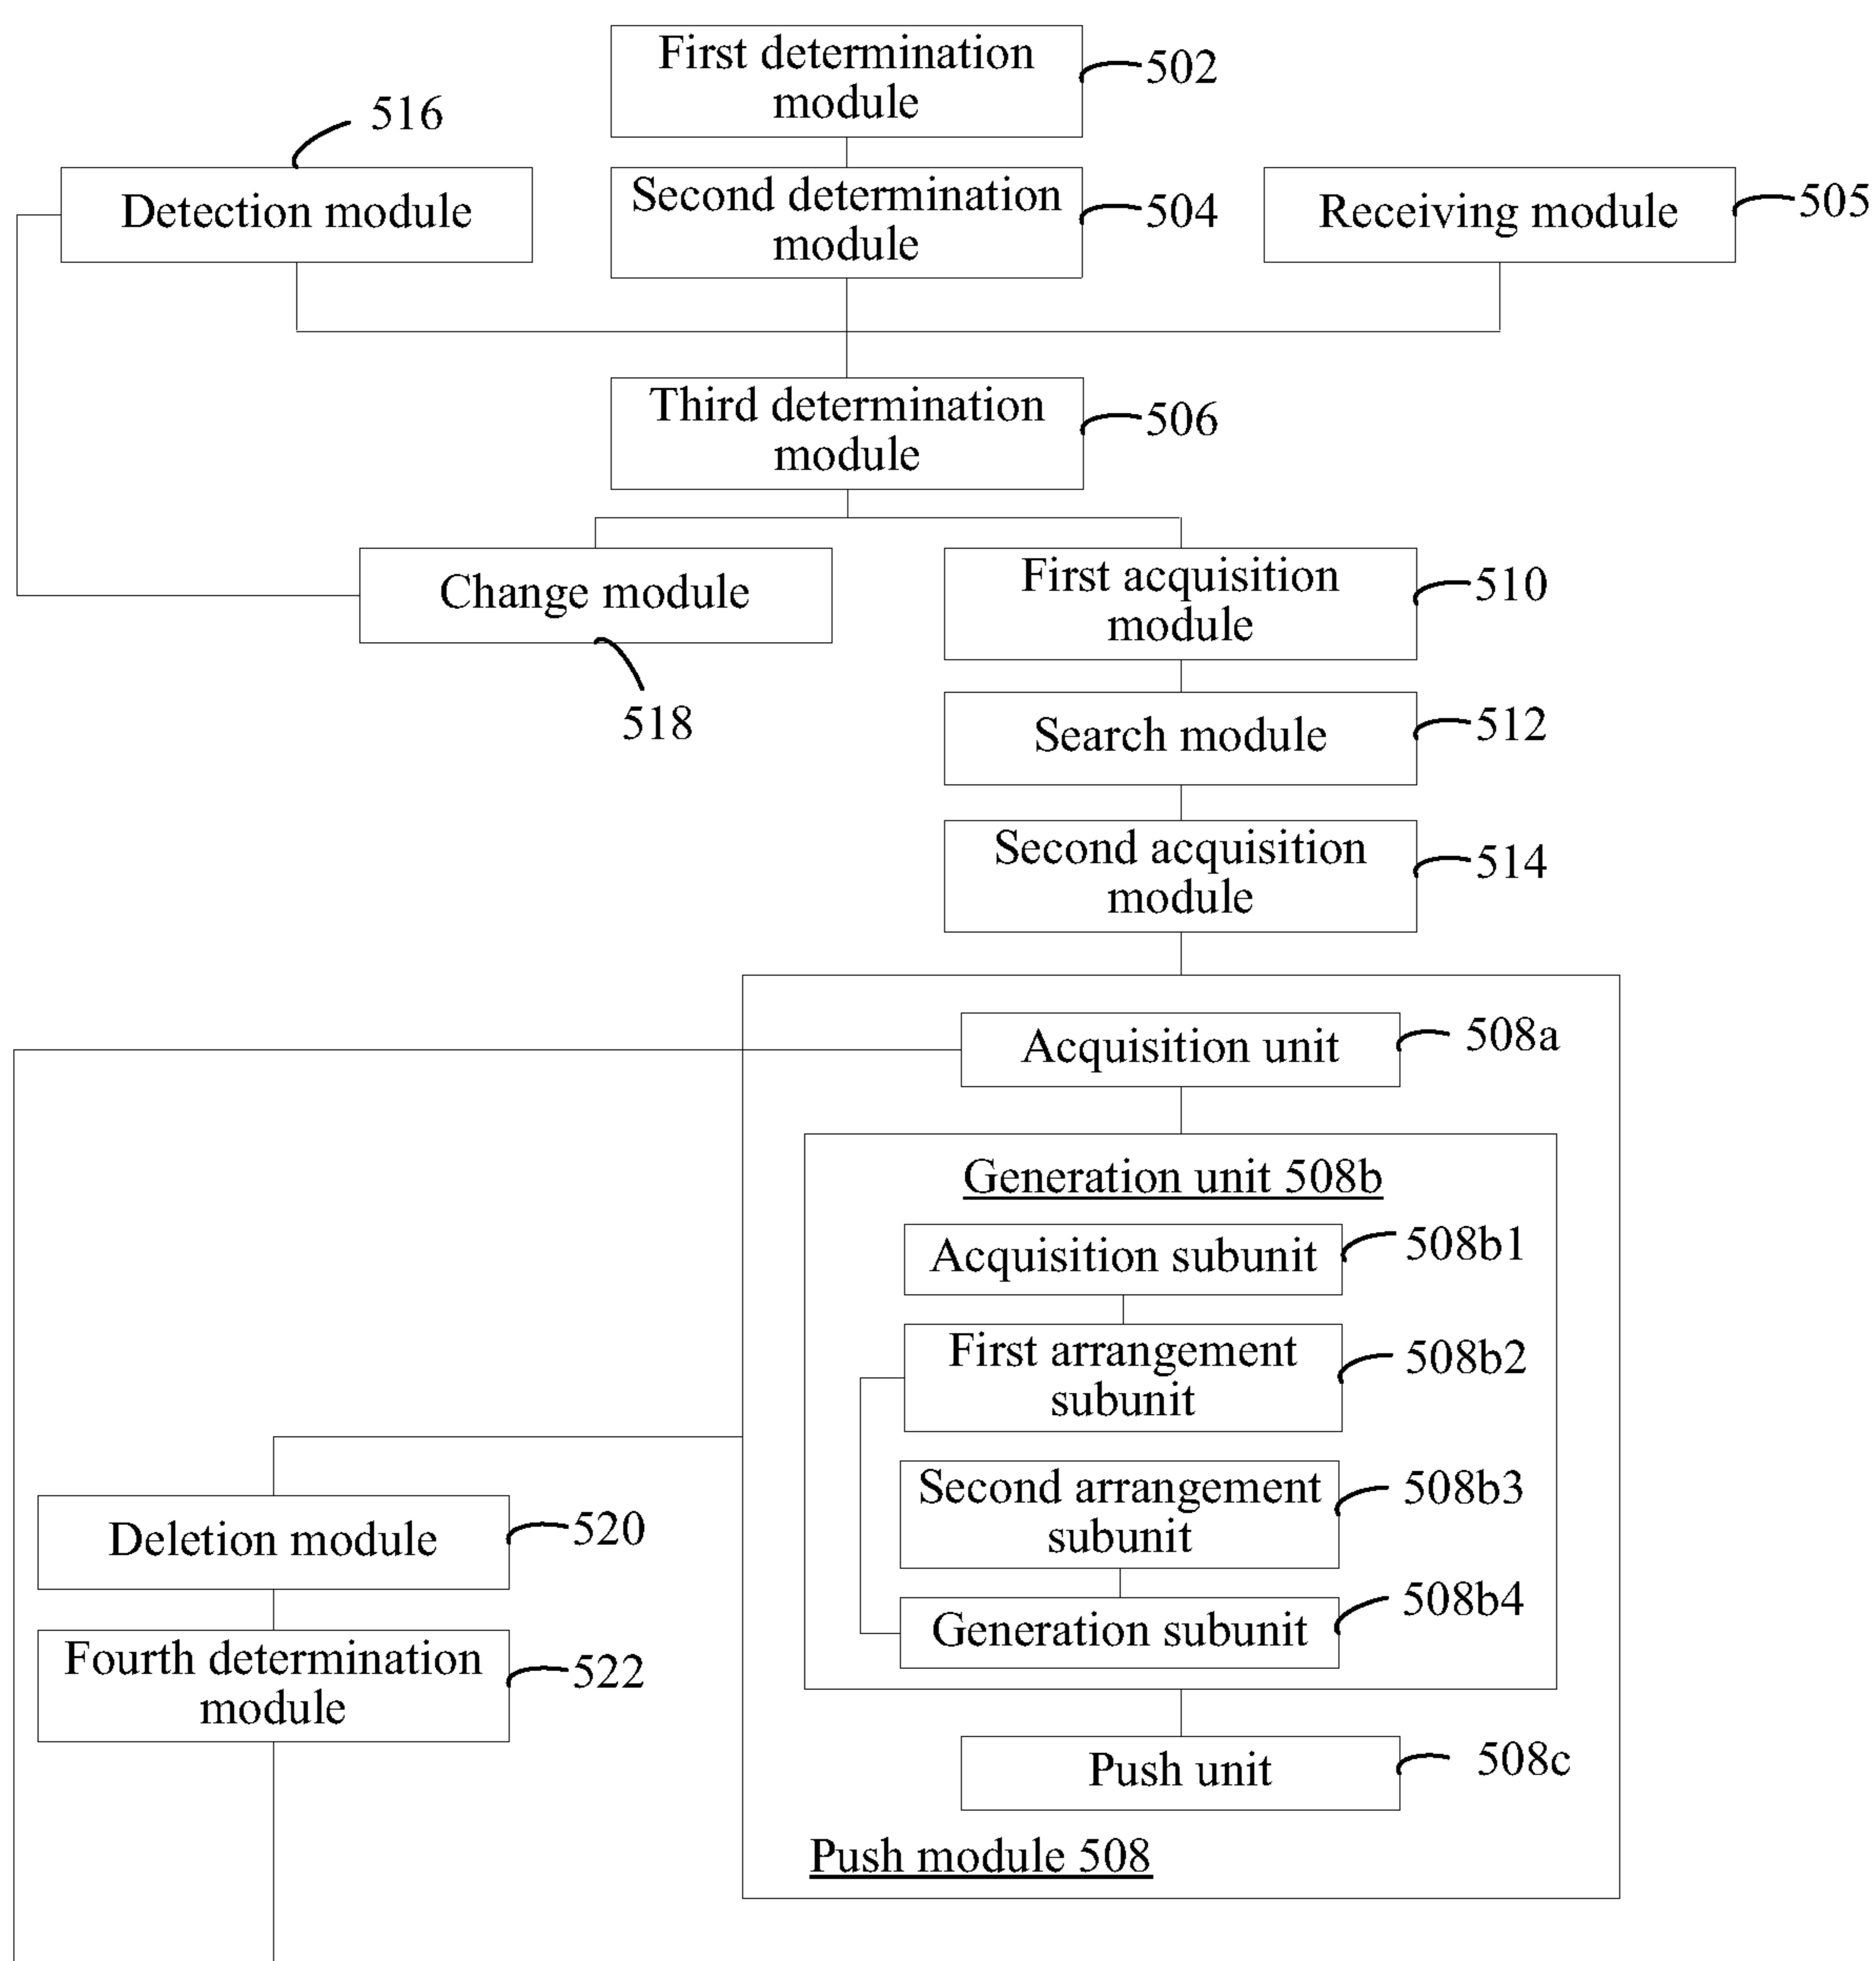 First determination
module
502
516
Detection module
Second determination
module
504
Receiving module
505
Third determination
module
506
Change module
518
First acquisition
module
510
Search module
512
Second acquisition
module
514
Acquisition unit
508a
Generation unit 508b
Acquisition subunit
508b1
First arrangement
subunit
508b2
Second arrangement
subunit
508b3
Generation subunit
508b4
Deletion module
520
Fourth determination
module
522
Push unit
508c
Push module 508